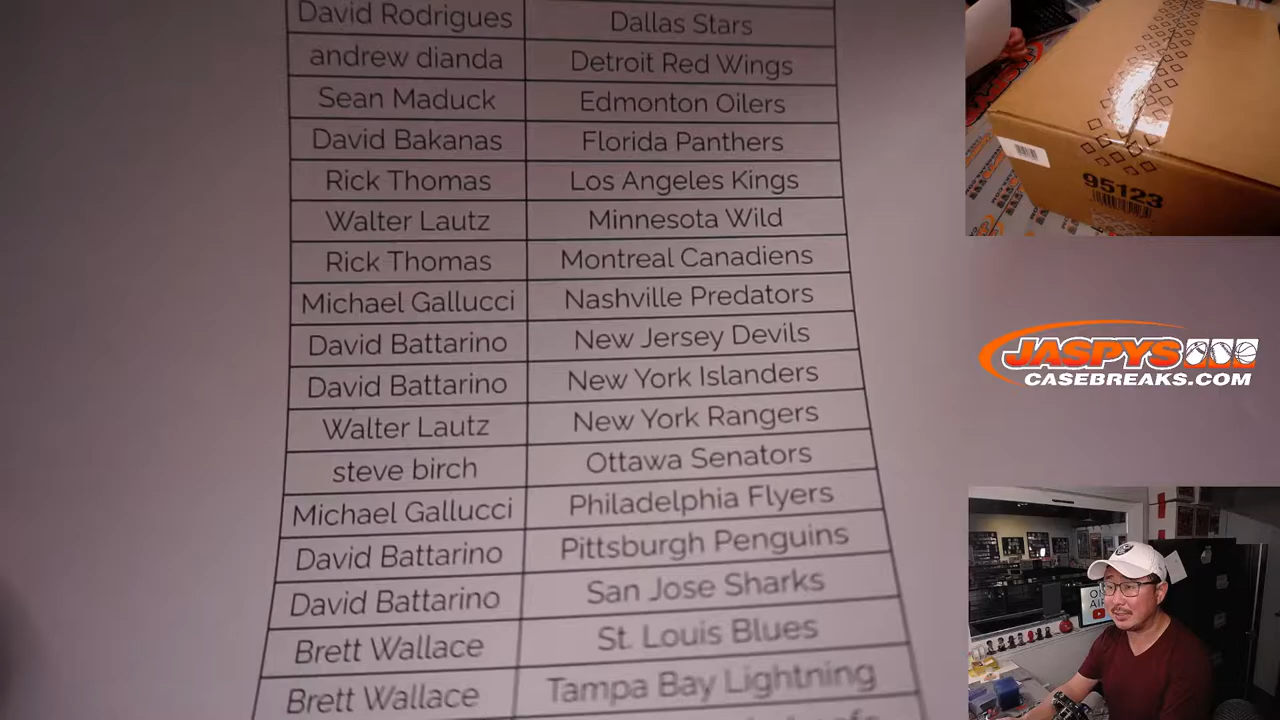 David Rodrigues Dallas Stars
andrew dianda Detroit Red Wings
Sean Maduck Edmonton Oilers
David Bakanas Florida Panthers
Rick Thomas Los Angeles Kings
Walter Lautz Minnesota Wild
Rick Thomas Montreal Canadiens
Michael Gallucci Nashville Predators
David Battarino New Jersey Devils
David Battarino New York Islanders
Walter Lautz New York Rangers
steve birch Ottawa Senators
Michael Gallucci Philadelphia Flyers
David Battarino Pittsburgh Penguins
David Battarino San Jose Sharks
Brett Wallace St. Louis Blues
Brett Wallace Tampa Bay Lightning
95123
JASPYS
CASEBREAKS.COM
ON
AIR